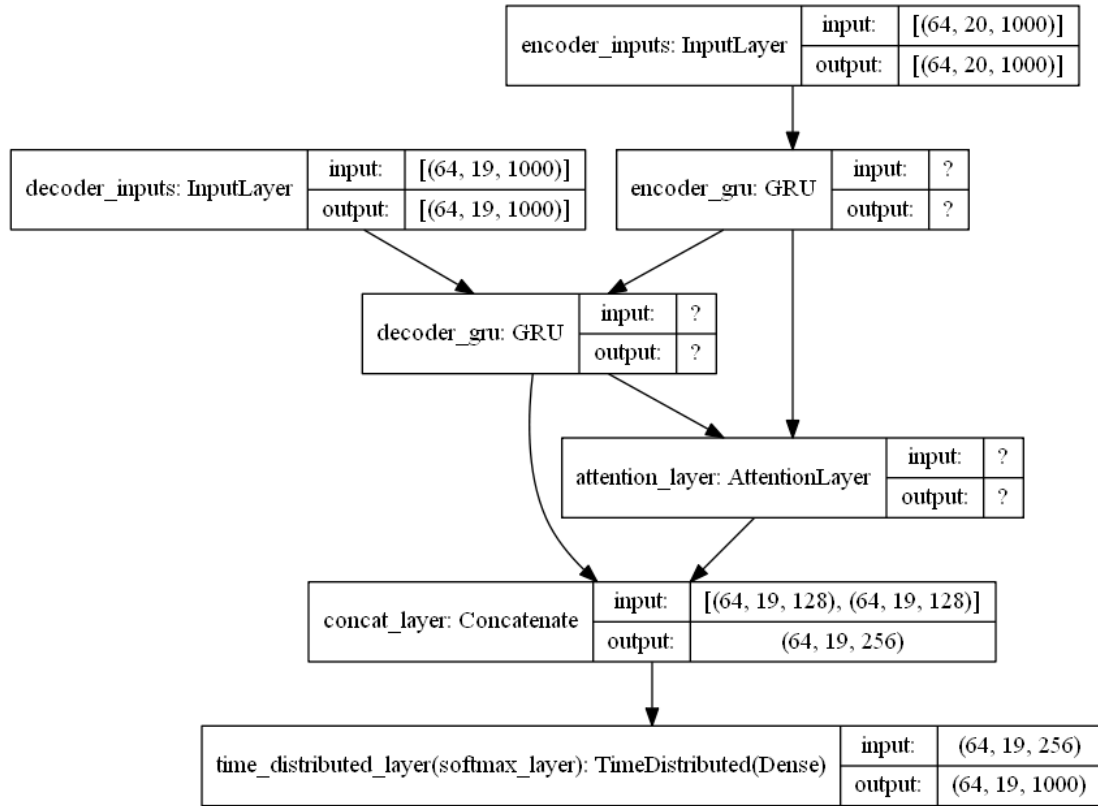 encoder_inputs: InputLayer
input: [(64, 20, 1000)]
output: [(64, 20, 1000)]
decoder_inputs: InputLayer
input: [(64, 19, 1000)]
output: [(64, 19, 1000)]
encoder_gru: GRU
input: ?
output: ?
decoder_gru: GRU
input: ?
output: ?
attention_layer: AttentionLayer
input: ?
output: ?
concat_layer: Concatenate
input: [(64, 19, 128), (64, 19, 128)]
output: (64, 19, 256)
time_distributed_layer(softmax_layer): TimeDistributed(Dense)
input: (64, 19, 256)
output: (64, 19, 1000)